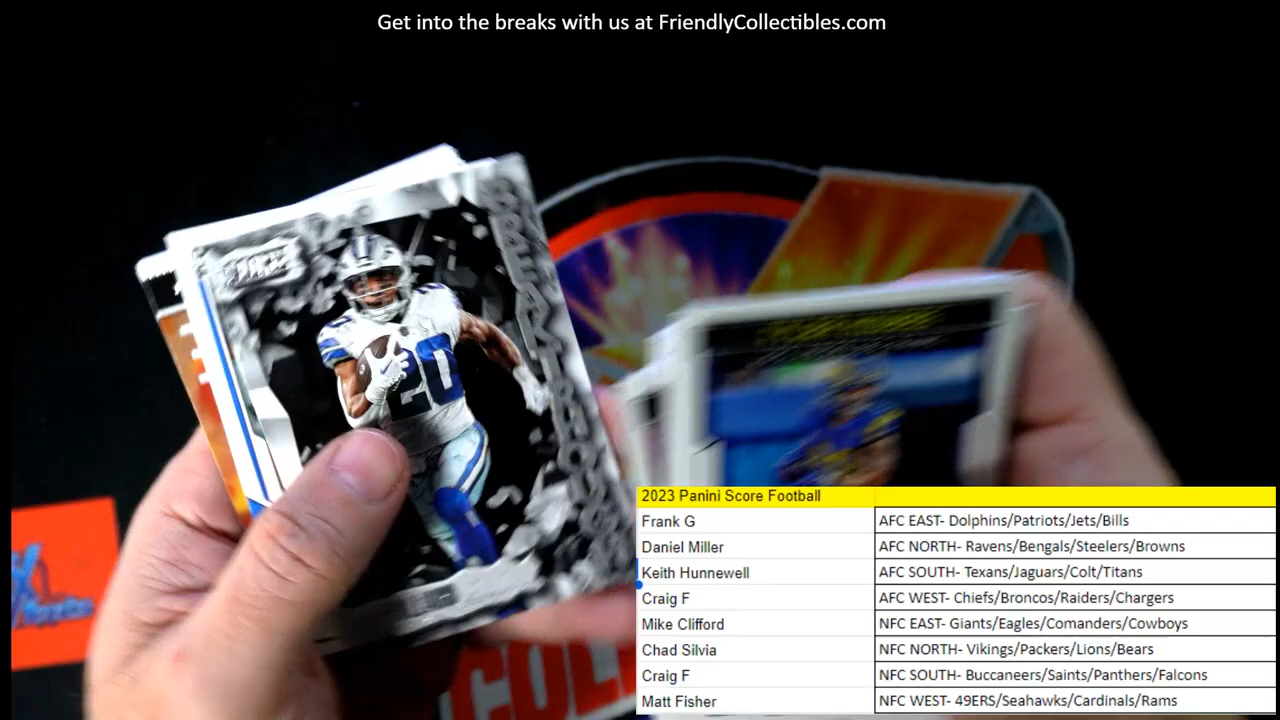 Get into the breaks with us at FriendlyCollectibles.com
BREAKTHROUGH
20
COLL
2023 Panini Score Football
Frank G AFC EAST- Dolphins/Patriots/Jets/Bills
Daniel Miller AFC NORTH- Ravens/Bengals/Steelers/Browns
Keith Hunnewell AFC SOUTH- Texans/Jaguars/Colt/Titans
Craig F AFC WEST- Chiefs/Broncos/Raiders/Chargers
Mike Clifford NFC EAST- Giants/Eagles/Comanders/Cowboys
Chad Silvia NFC NORTH- Vikings/Packers/Lions/Bears
Craig F NFC SOUTH- Buccaneers/Saints/Panthers/Falcons
Matt Fisher NFC WEST- 49ERS/Seahawks/Cardinals/Rams